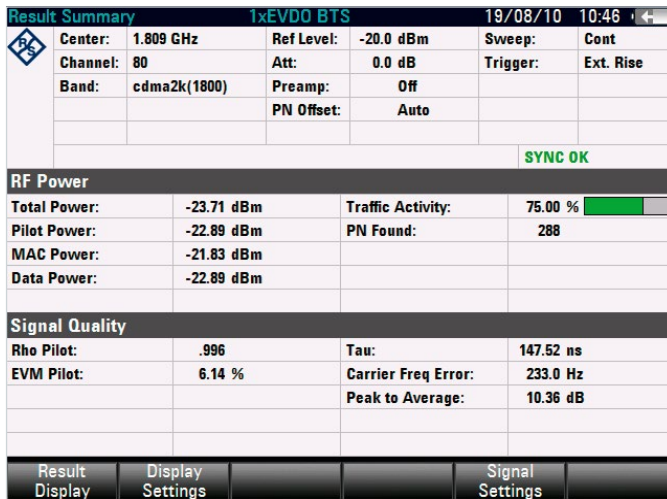 Result Summary 1xEVDO BTS 19/08/10 10:46
R&S Center: 1.809 GHz Ref Level: -20.0 dBm Sweep: Cont
Channel: 80 Att: 0.0 dB Trigger: Ext. Rise
Band: cdma2k(1800) Preamp: Off
PN Offset: Auto
SYNC OK
RF Power
Total Power: -23.71 dBm Traffic Activity: 75.00 %
Pilot Power: -22.89 dBm PN Found: 288
MAC Power: -21.83 dBm
Data Power: -22.89 dBm
Signal Quality
Rho Pilot: .996 Tau: 147.52 ns
EVM Pilot: 6.14 % Carrier Freq Error: 233.0 Hz
Peak to Average: 10.36 dB
Result Display Signal
Display Settings Settings